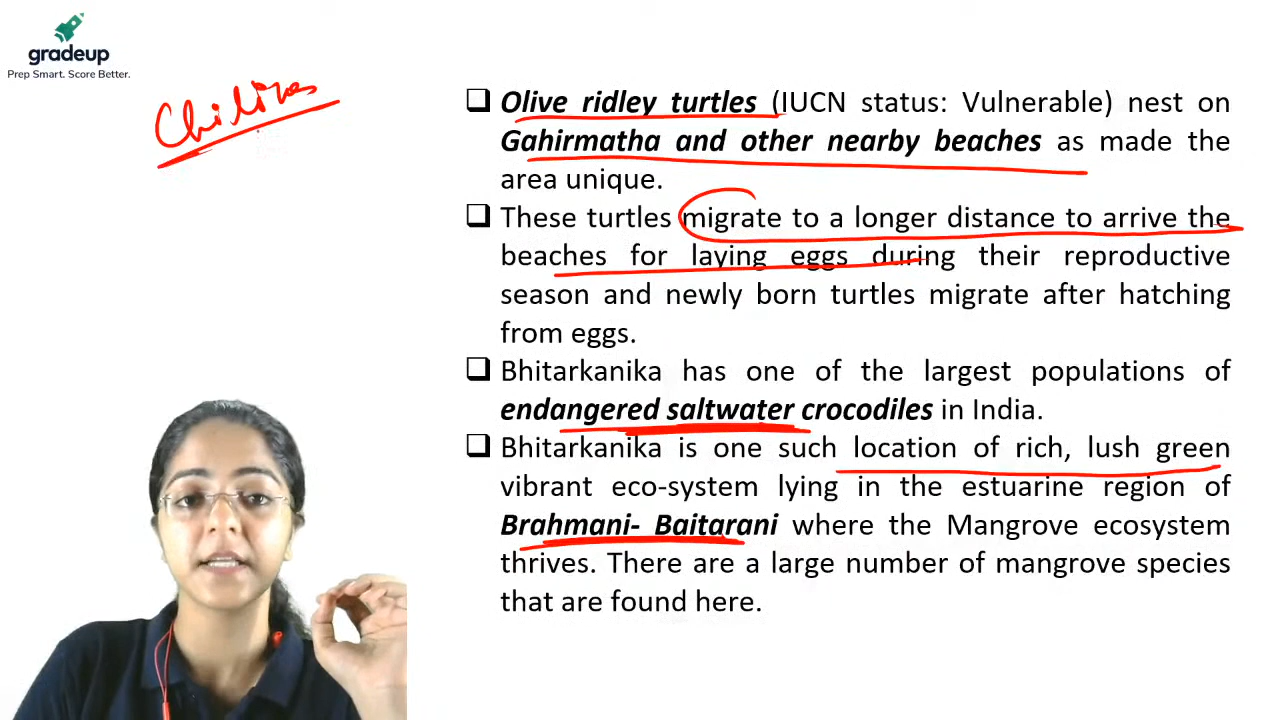 gradeup
Prep Smart. Score Better.
Chilika
❑ Olive ridley turtles (IUCN status: Vulnerable) nest on
Gahirmatha and other nearby beaches as made the
area unique.
❑ These turtles migrate to a longer distance to arrive the
beaches for laying eggs during their reproductive
season and newly born turtles migrate after hatching
from eggs.
❑ Bhitarkanika has one of the largest populations of
endangered saltwater crocodiles in India.
❑ Bhitarkanika is one such location of rich, lush green
vibrant eco-system lying in the estuarine region of
Brahmani- Baitarani where the Mangrove ecosystem
thrives. There are a large number of mangrove species
that are found here.